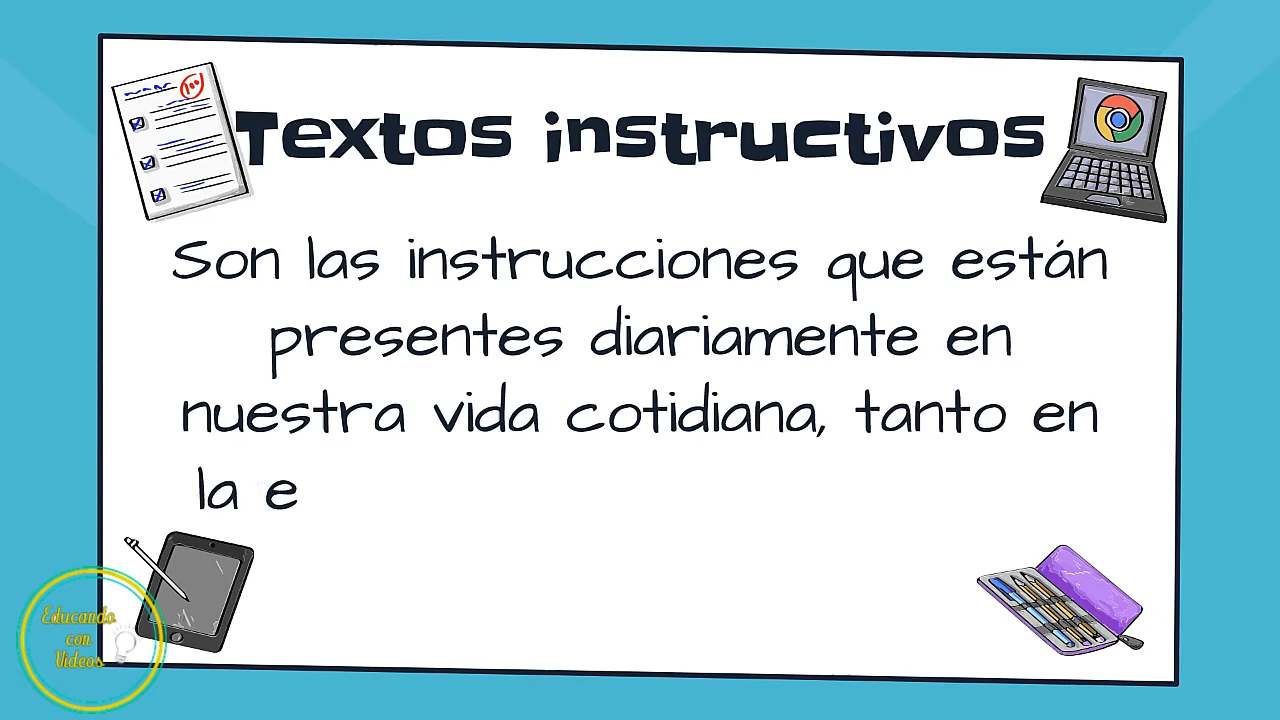 Textos instructivos
Son las instrucciones que están
presentes diariamente en
nuestra vida cotidiana, tanto en
la e
100
Educando
con
Videos